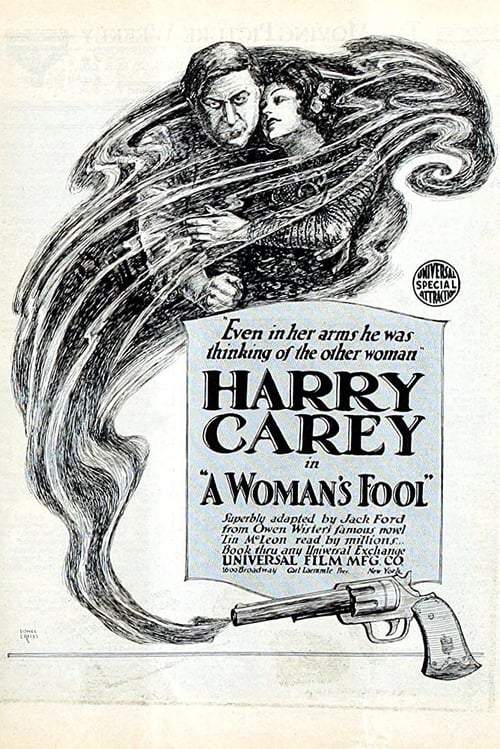 UNIVERSAL
SPECIAL
ATTRACTION
"Even in her arms he was
thinking of the other woman"
HARRY
CAREY
in
"A WOMAN'S FOOL"
Superbly adapted by Jack Ford
from Owen Wister's famous novel
Lin McLeon read by millions...
Book thru any Universal Exchange
UNIVERSAL FILM MFG. CO.
1600 Broadway Carl Laemmle Pres. New York